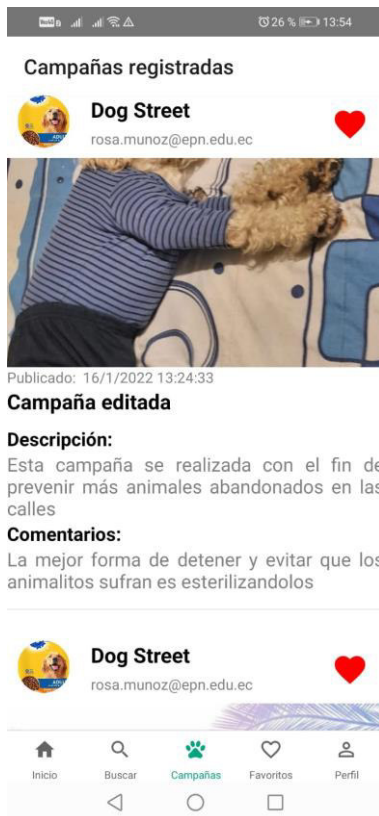 26 % 13:54
Campañas registradas
Dog Street
rosa.munoz@epn.edu.ec
Publicado: 16/1/2022 13:24:33
Campaña editada
Descripción:
Esta campaña se realizada con el fin de
prevenir más animales abandonados en las
calles
Comentarios:
La mejor forma de detener y evitar que los
animalitos sufran es esterilizandolos
Dog Street
rosa.munoz@epn.edu.ec
Inicio Buscar Campañas Favoritos Perfil